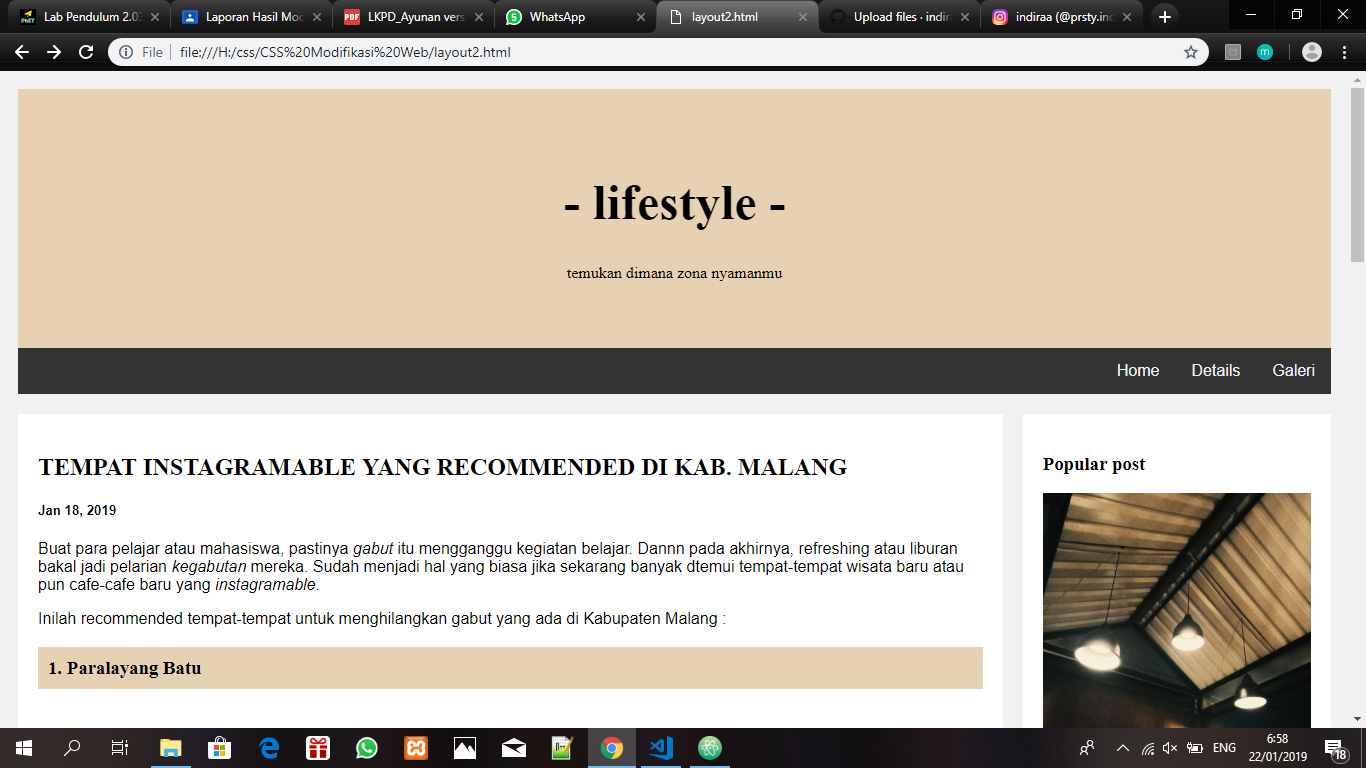 Lab Pendulum 2.03
Laporan Hasil Mod
LKPD_Ayunan vers
WhatsApp
layout2.html
Upload files · indira
indiraa (@prsty.ind
File
file:///H:/css/CSS%20Modifikasi%20Web/layout2.html
m
- lifestyle -
temukan dimana zona nyamanmu
Home Details Galeri
TEMPAT INSTAGRAMABLE YANG RECOMMENDED DI KAB. MALANG
Jan 18, 2019
Buat para pelajar atau mahasiswa, pastinya gabut itu mengganggu kegiatan belajar. Dannn pada akhirnya, refreshing atau liburan
bakal jadi pelarian kegabutan mereka. Sudah menjadi hal yang biasa jika sekarang banyak dtemui tempat-tempat wisata baru atau
pun cafe-cafe baru yang instagramable.
Inilah recommended tempat-tempat untuk menghilangkan gabut yang ada di Kabupaten Malang :
1. Paralayang Batu
Popular post
ENG
6:58
22/01/2019
18